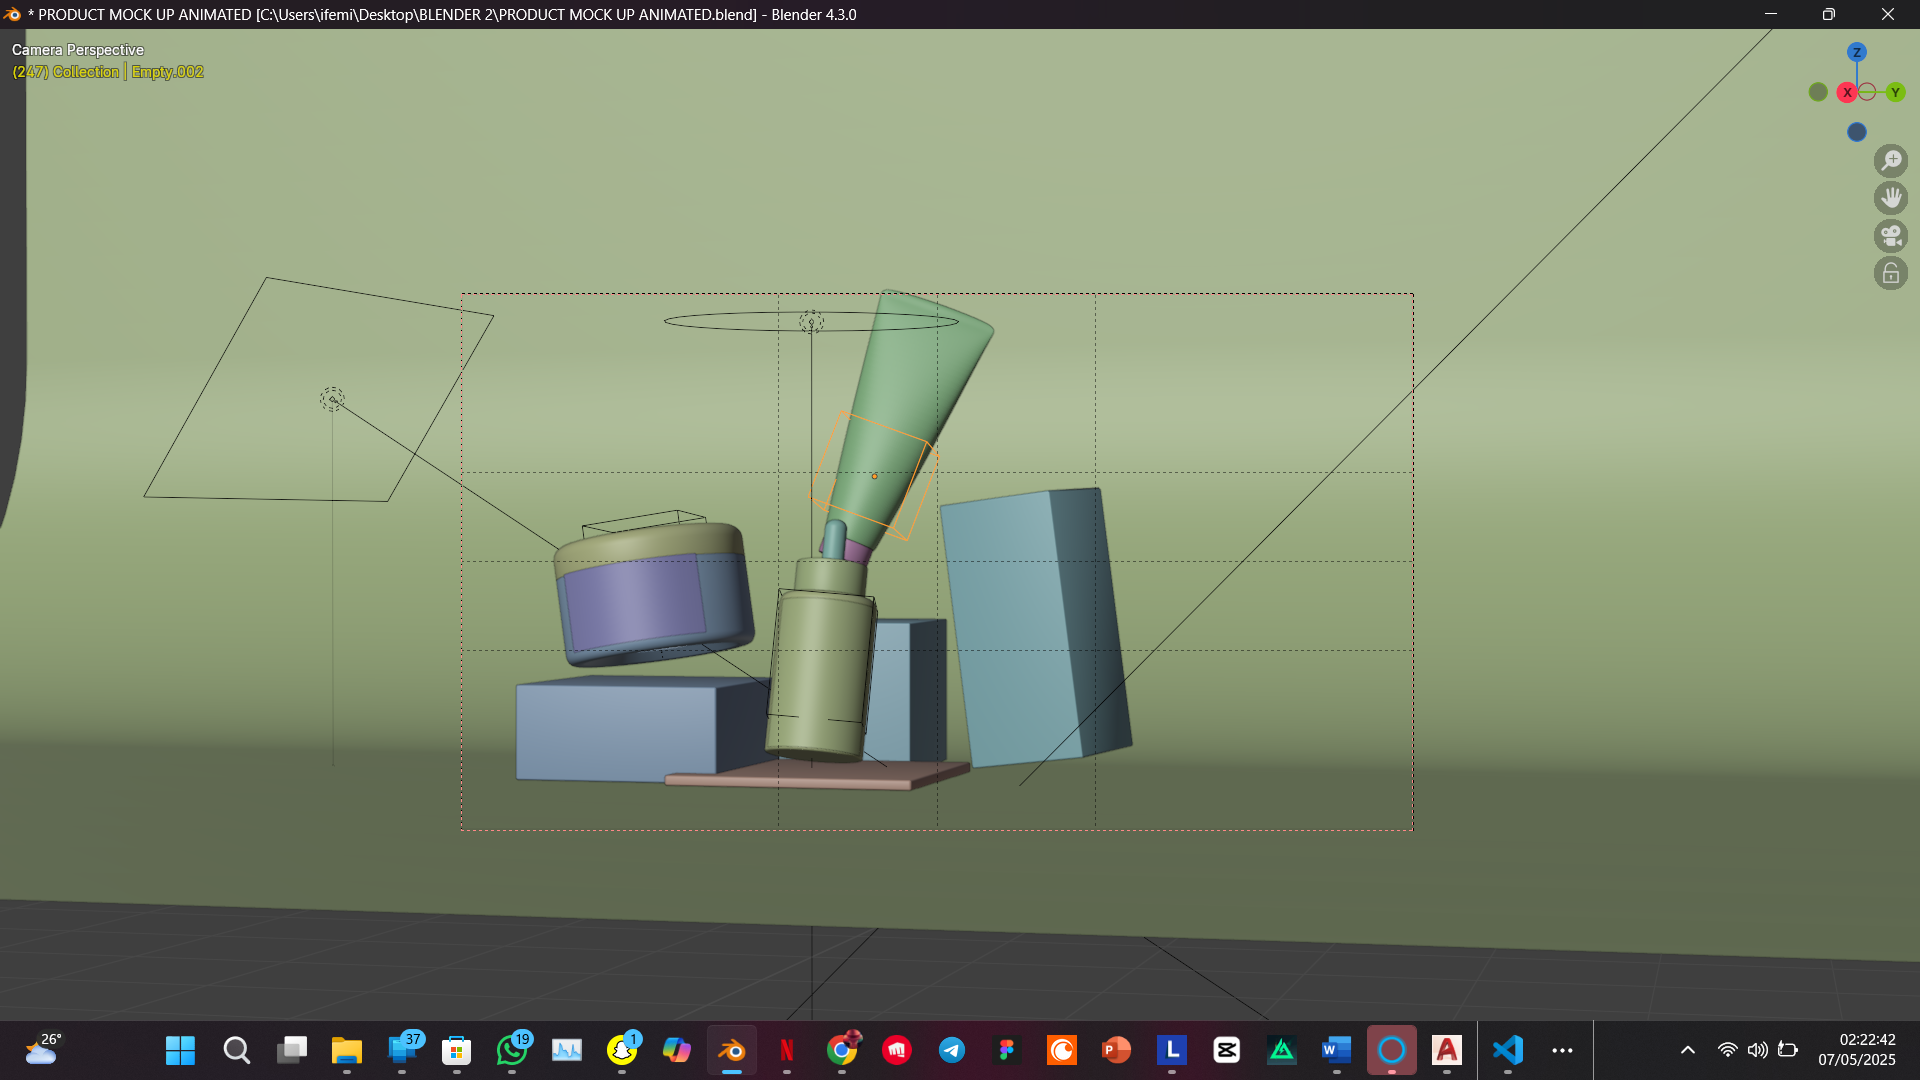 * PRODUCT MOCK UP ANIMATED [C:\Users\ifemi\Desktop\BLENDER 2\PRODUCT MOCK UP ANIMATED.blend] - Blender 4.3.0
Camera Perspective
(247) Collection | Empty.002
Z
X
Y
26°
37
19
1
N
P
L
W
A
02:22:42
07/05/2025